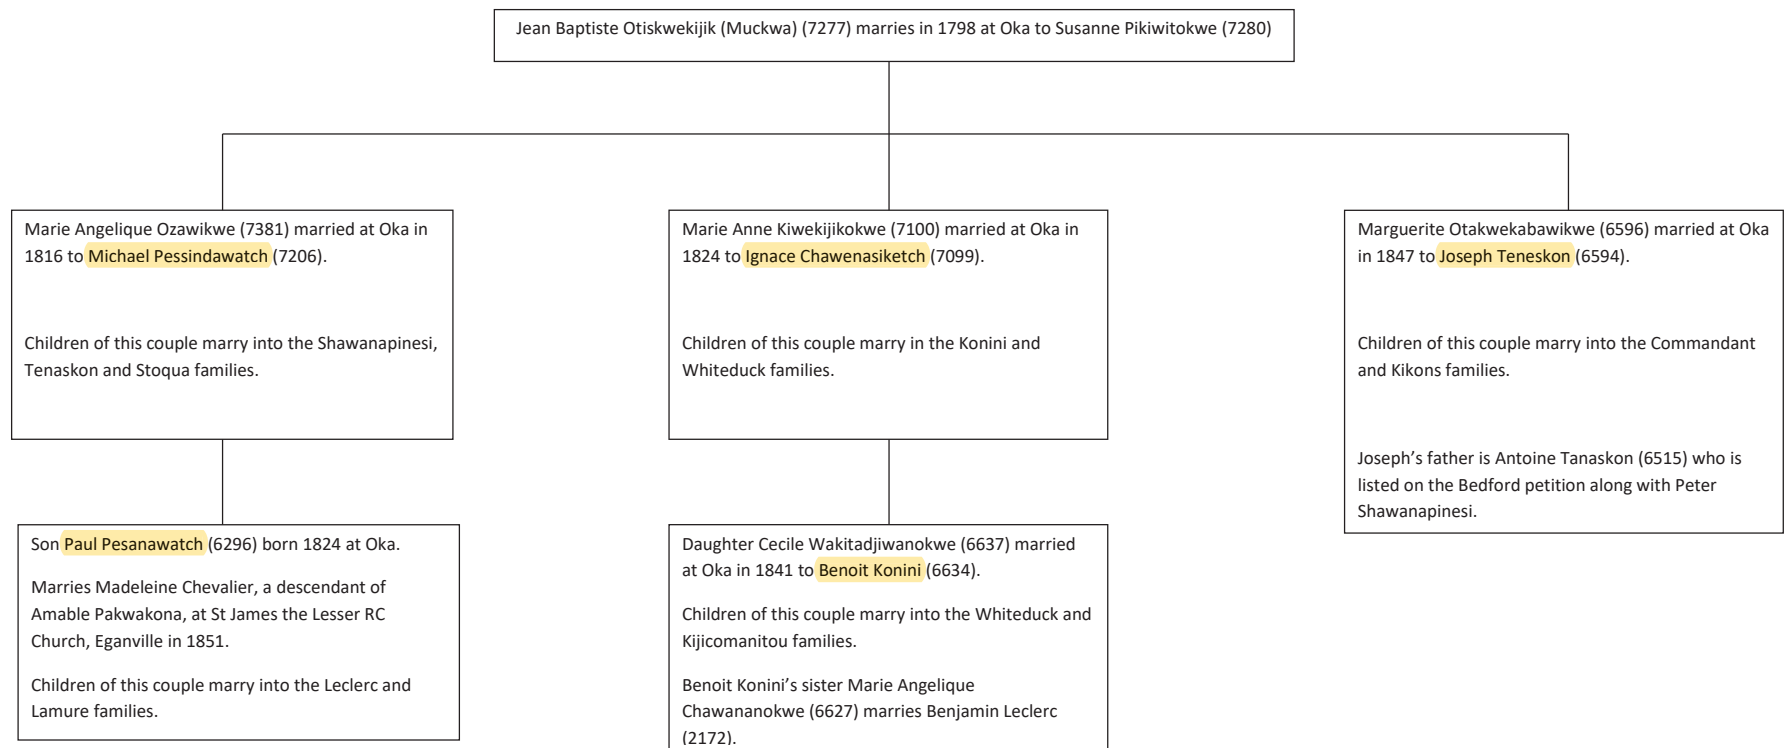 Jean Baptiste Otiskwekijik (Muckwa) (7277) marries in 1798 at Oka to Susanne Pikiwitokwe (7280)
Marie Angelique Ozawikwe (7381) married at Oka in
1816 to Michael Pessindawatch (7206).
Children of this couple marry into the Shawanapinesi,
Tenaskon and Stoqua families.
Marie Anne Kiwekijikokwe (7100) married at Oka in
1824 to Ignace Chawenasiketch (7099).
Children of this couple marry in the Konini and
Whiteduck families.
Marguerite Otakwekabawikwe (6596) married at Oka
in 1847 to Joseph Teneskon (6594).
Children of this couple marry into the Commandant
and Kikons families.
Joseph’s father is Antoine Tanaskon (6515) who is
listed on the Bedford petition along with Peter
Shawanapinesi.
Son Paul Pesanawatch (6296) born 1824 at Oka.
Marries Madeleine Chevalier, a descendant of
Amable Pakwakona, at St James the Lesser RC
Church, Eganville in 1851.
Children of this couple marry into the Leclerc and
Lamure families.
Daughter Cecile Wakitadjiwanokwe (6637) married
at Oka in 1841 to Benoit Konini (6634).
Children of this couple marry into the Whiteduck and
Kijicomanitou families.
Benoit Konini’s sister Marie Angelique
Chawananokwe (6627) marries Benjamin Leclerc
(2172).